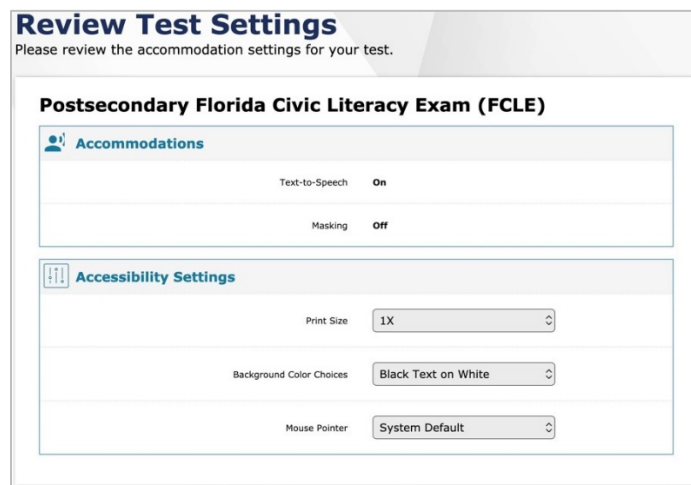 Review Test Settings
Please review the accommodation settings for your test.
Postsecondary Florida Civic Literacy Exam (FCLE)
Accommodations
Text-to-Speech On
Masking Off
Accessibility Settings
Print Size 1X
Background Color Choices Black Text on White
Mouse Pointer System Default